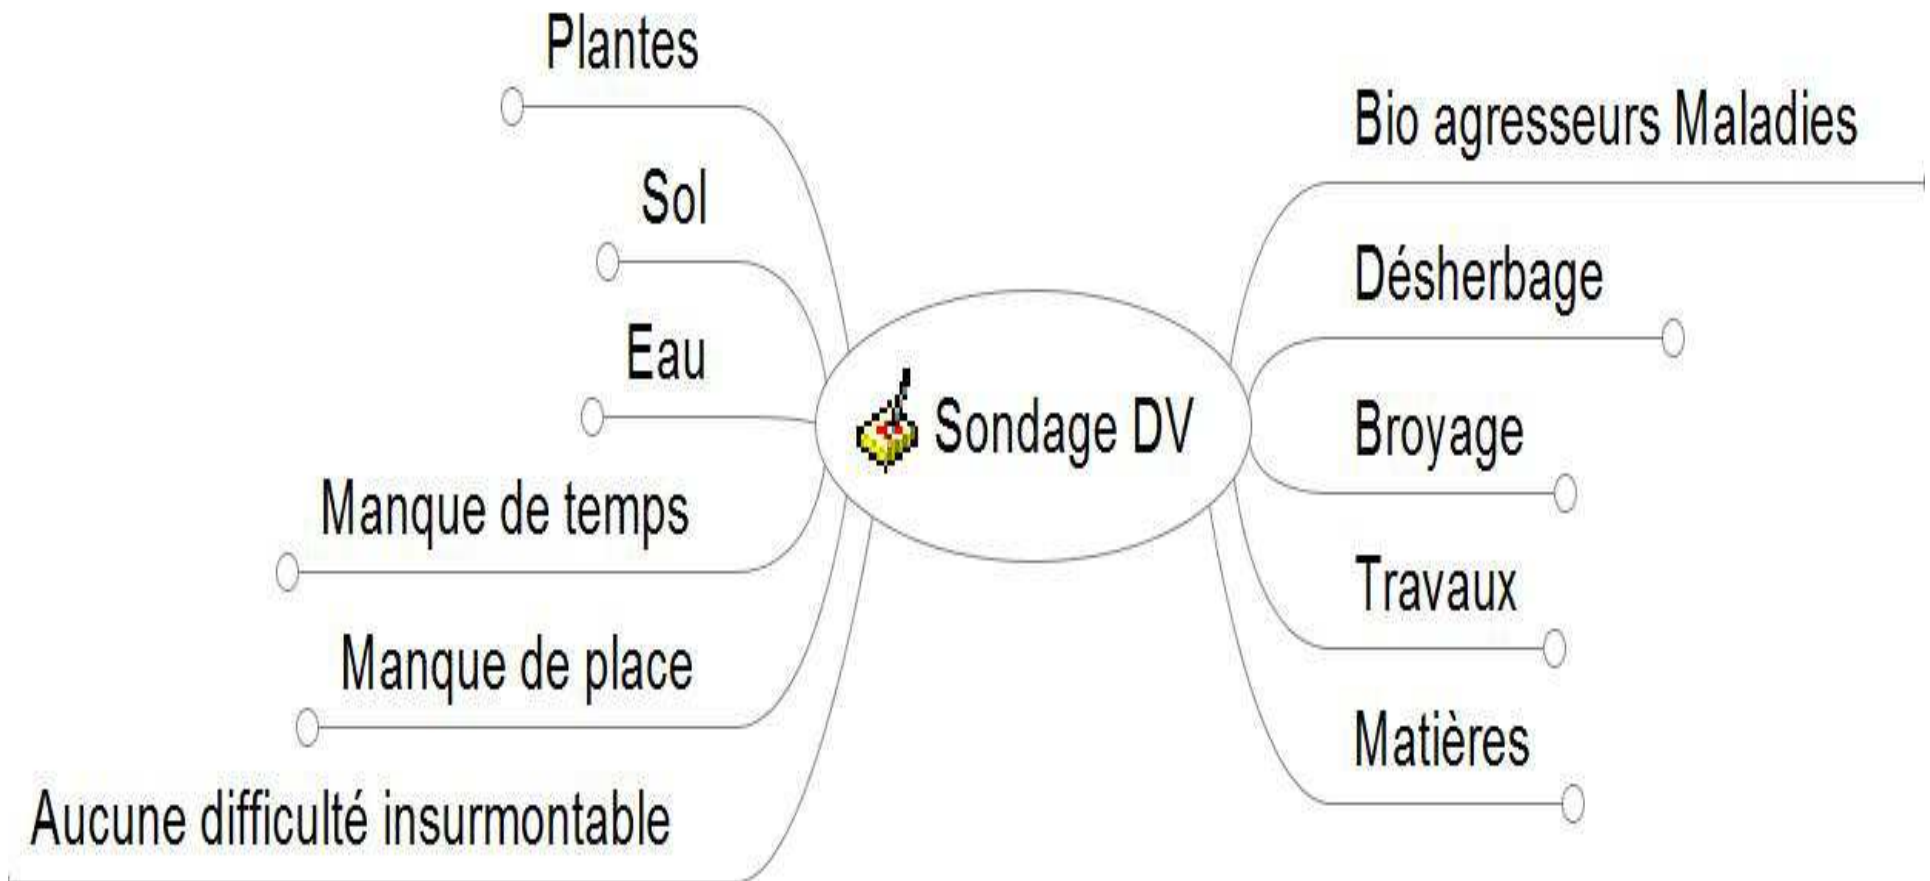 Plantes
Sol
Eau
Manque de temps
Manque de place
Aucune difficulté insurmontable
Sondage DV
Bio agresseurs Maladies
Désherbage
Broyage
Travaux
Matières